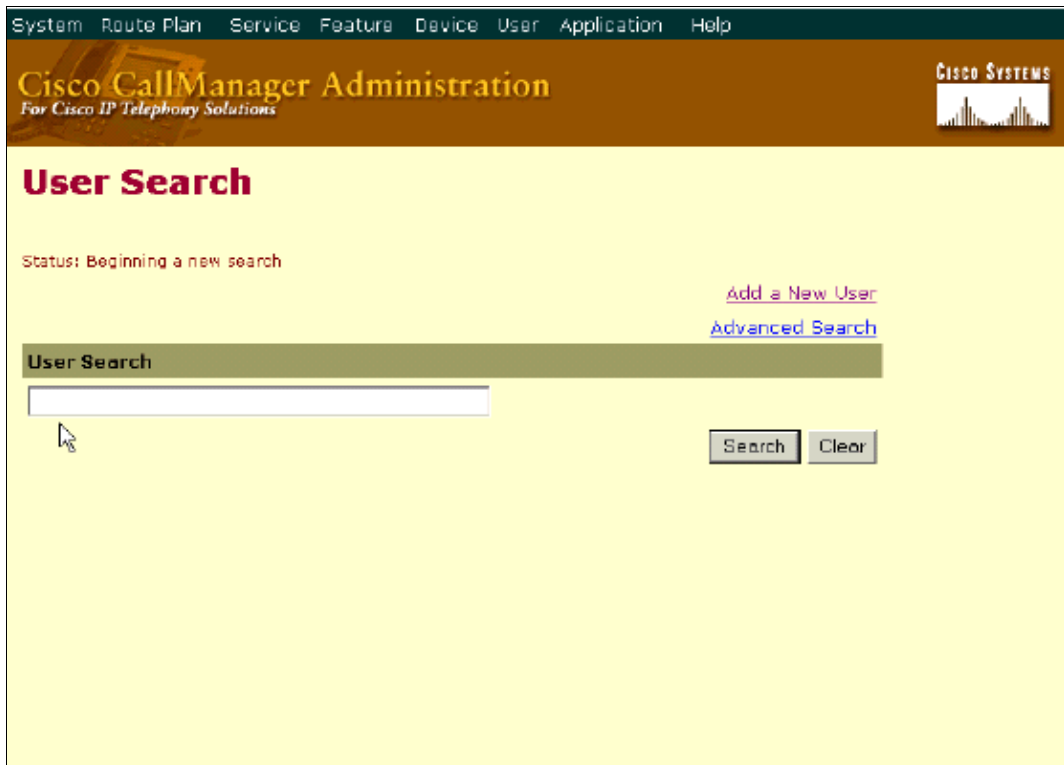 System Route Plan Service Feature Device User Application Help
Cisco CallManager Administration
For Cisco IP Telephony Solutions
CISCO SYSTEMS
User Search
Status: Beginning a new search
Add a New User
Advanced Search
User Search
Search Clear